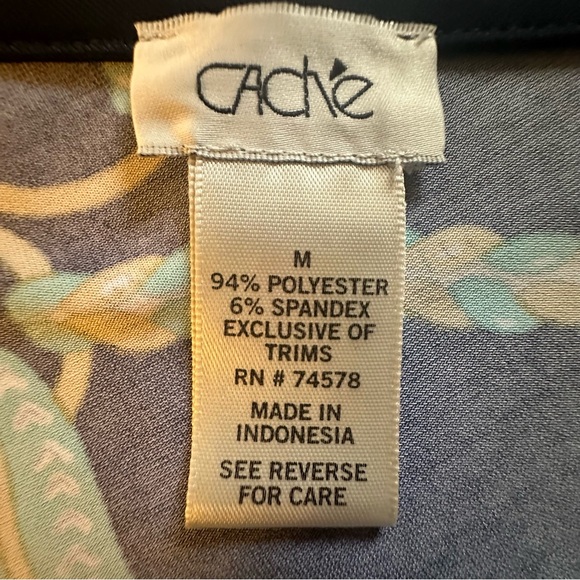 Caché
M
94% POLYESTER
6% SPANDEX
EXCLUSIVE OF
TRIMS
RN # 74578
MADE IN
INDONESIA
SEE REVERSE
FOR CARE